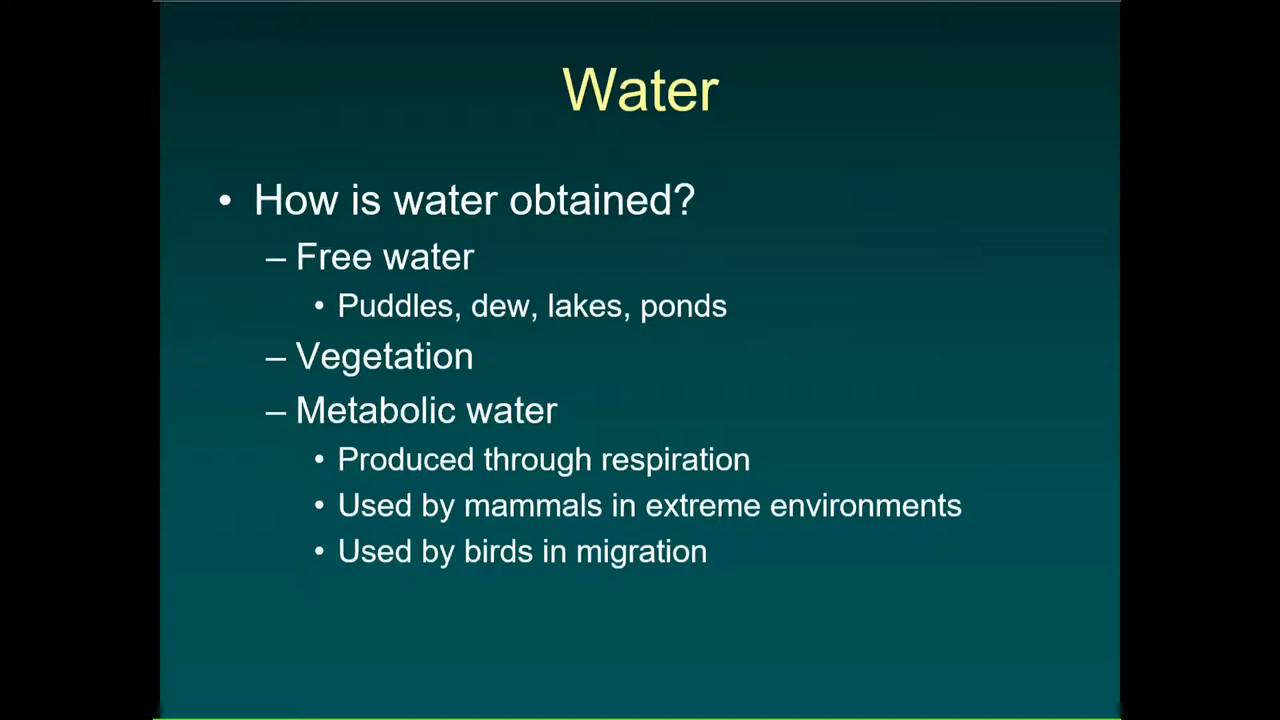 Water
• How is water obtained?
– Free water
• Puddles, dew, lakes, ponds
– Vegetation
– Metabolic water
• Produced through respiration
• Used by mammals in extreme environments
• Used by birds in migration